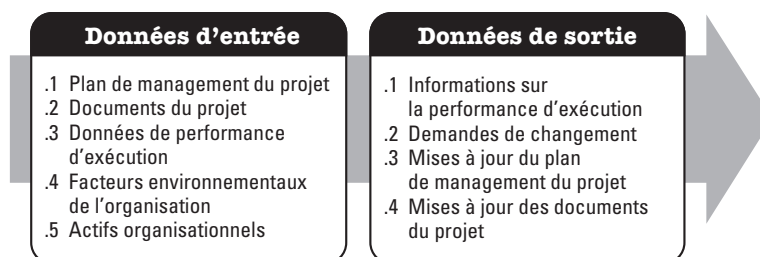 Données d'entrée
.1 Plan de management du projet
.2 Documents du projet
.3 Données de performance
d'exécution
.4 Facteurs environnementaux
de l'organisation
.5 Actifs organisationnels
Données de sortie
.1 Informations sur
la performance d'exécution
.2 Demandes de changement
.3 Mises à jour du plan
de management du projet
.4 Mises à jour des documents
du projet